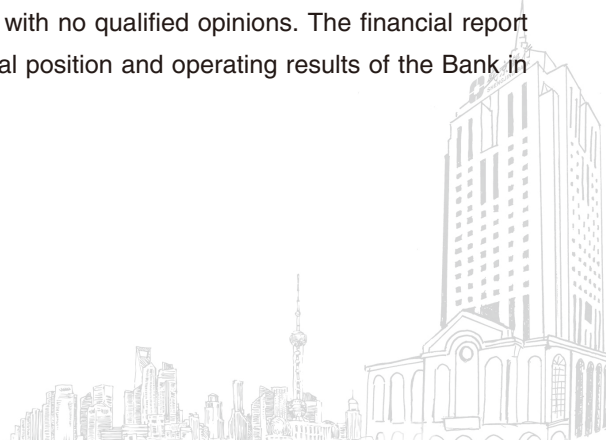 with no qualified opinions. The financial report
al position and operating results of the Bank in